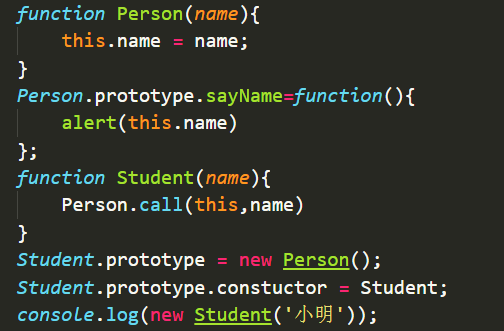 function Person(name){
    this.name = name;
}
Person.prototype.sayName=function(){
    alert(this.name)
};
function Student(name){
    Person.call(this,name)
}
Student.prototype = new Person();
Student.prototype.constuctor = Student;
console.log(new Student('小明'));